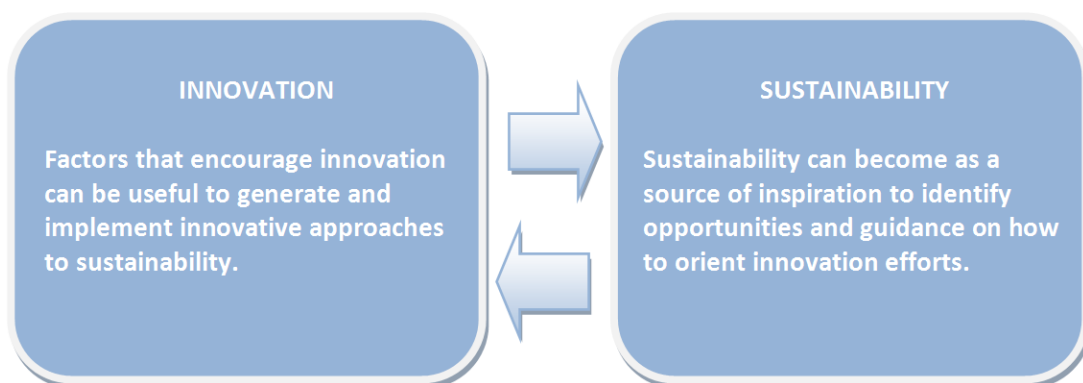 INNOVATION
Factors that encourage innovation
can be useful to generate and
implement innovative approaches
to sustainability.
SUSTAINABILITY
Sustainability can become as a
source of inspiration to identify
opportunities and guidance on how
to orient innovation efforts.